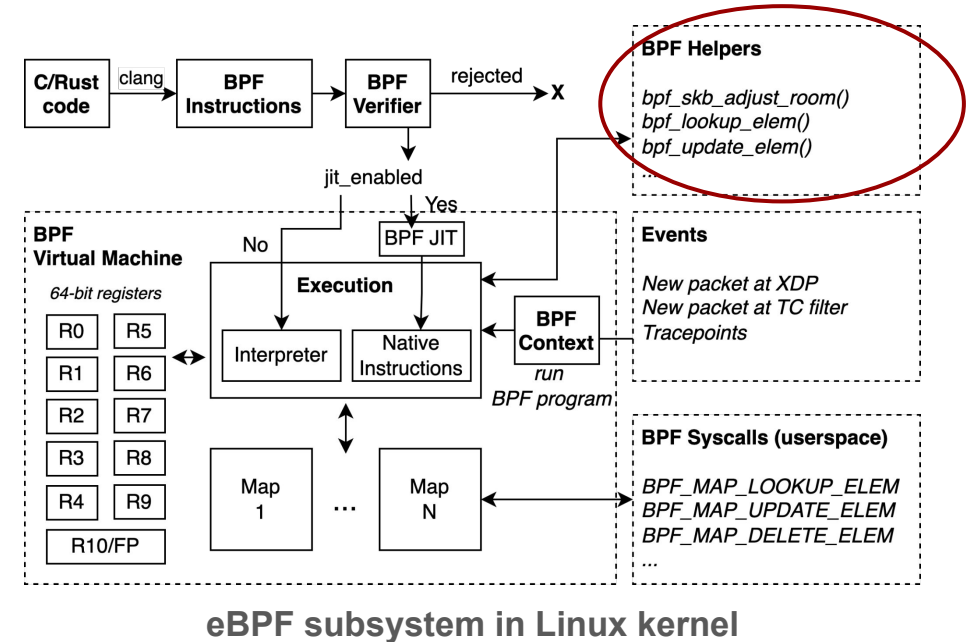 C/Rust
code
clang
BPF
Instructions
BPF
Verifier
rejected
X
jit_enabled
Yes
No
BPF JIT
BPF Helpers
bpf_skb_adjust_room()
bpf_lookup_elem()
bpf_update_elem()
...
BPF
Virtual Machine
64-bit registers
R0
R5
R1
R6
R2
R7
R3
R8
R4
R9
R10/FP
Execution
Interpreter
Native
Instructions
BPF
Context
run
BPF program
Events
New packet at XDP
New packet at TC filter
Tracepoints
Map
1
...
Map
N
BPF Syscalls (userspace)
BPF_MAP_LOOKUP_ELEM
BPF_MAP_UPDATE_ELEM
BPF_MAP_DELETE_ELEM
...
eBPF subsystem in Linux kernel